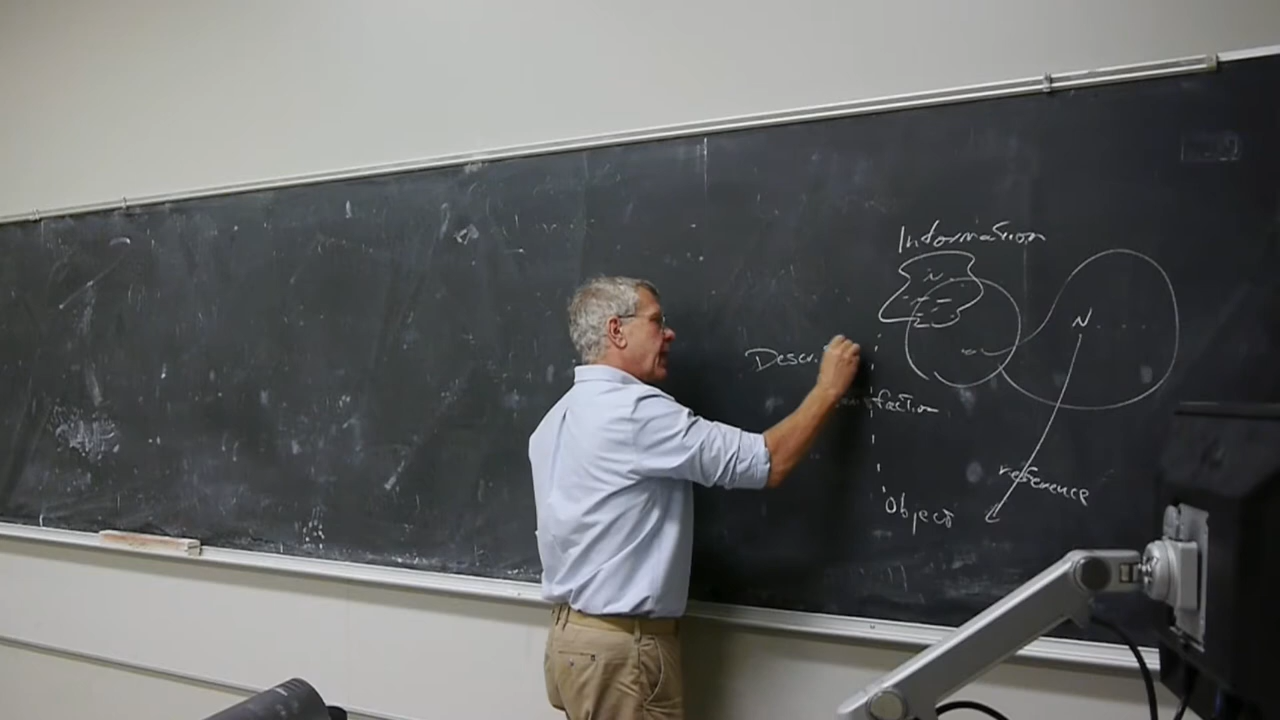 Information
N
Descr
faction
Object
reference